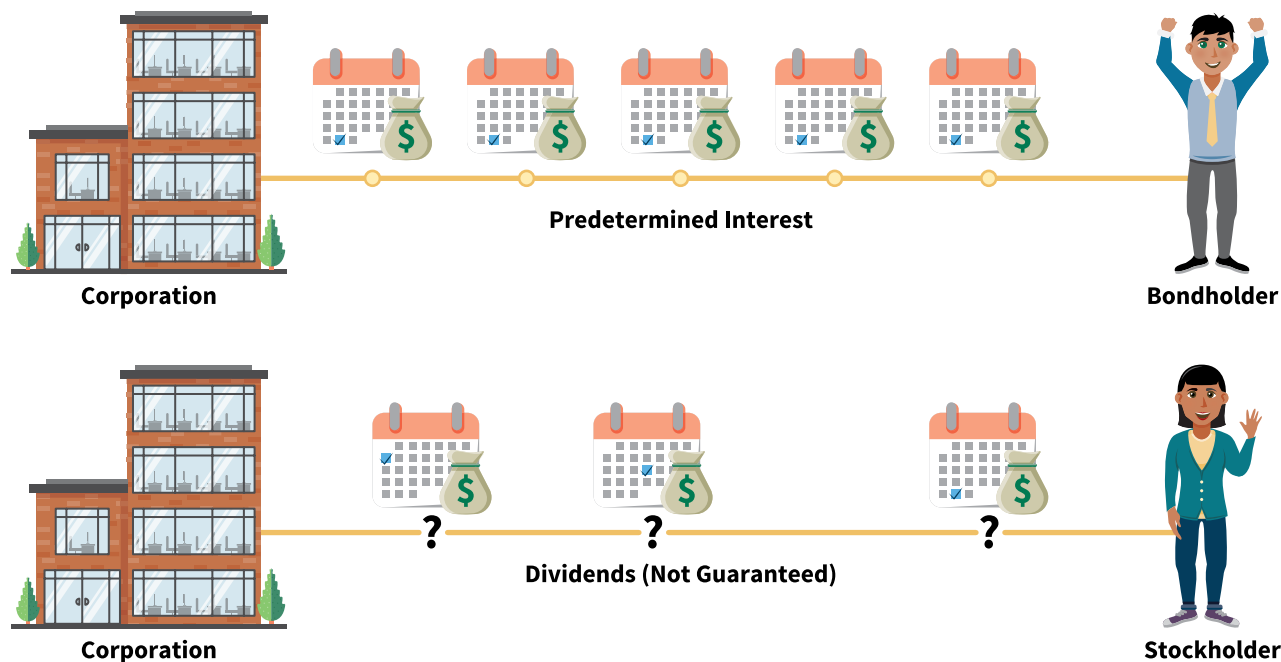 $
$
$
$
$
Predetermined Interest
Corporation
Bondholder
$
$
$
?
?
?
Dividends (Not Guaranteed)
Corporation
Stockholder